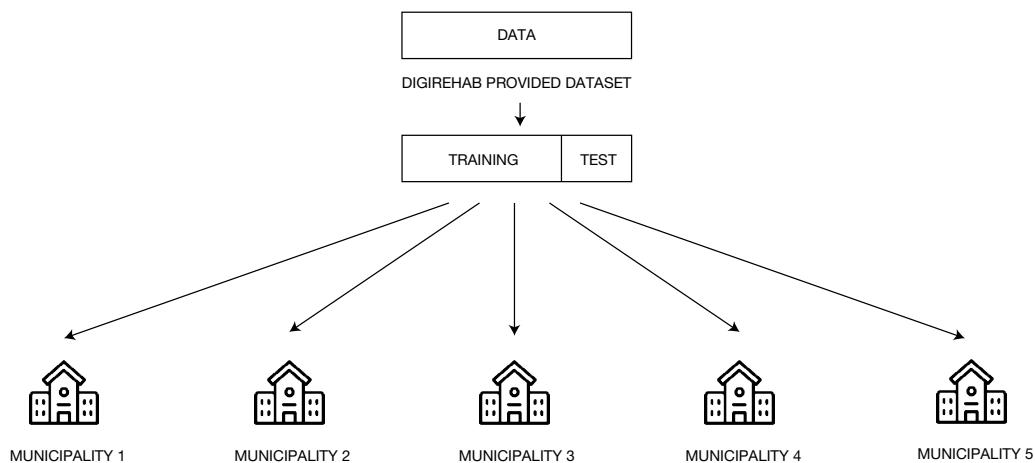 DATA
DIGIREHAB PROVIDED DATASET
TRAINING TEST
MUNICIPALITY 1 MUNICIPALITY 2 MUNICIPALITY 3 MUNICIPALITY 4 MUNICIPALITY 5